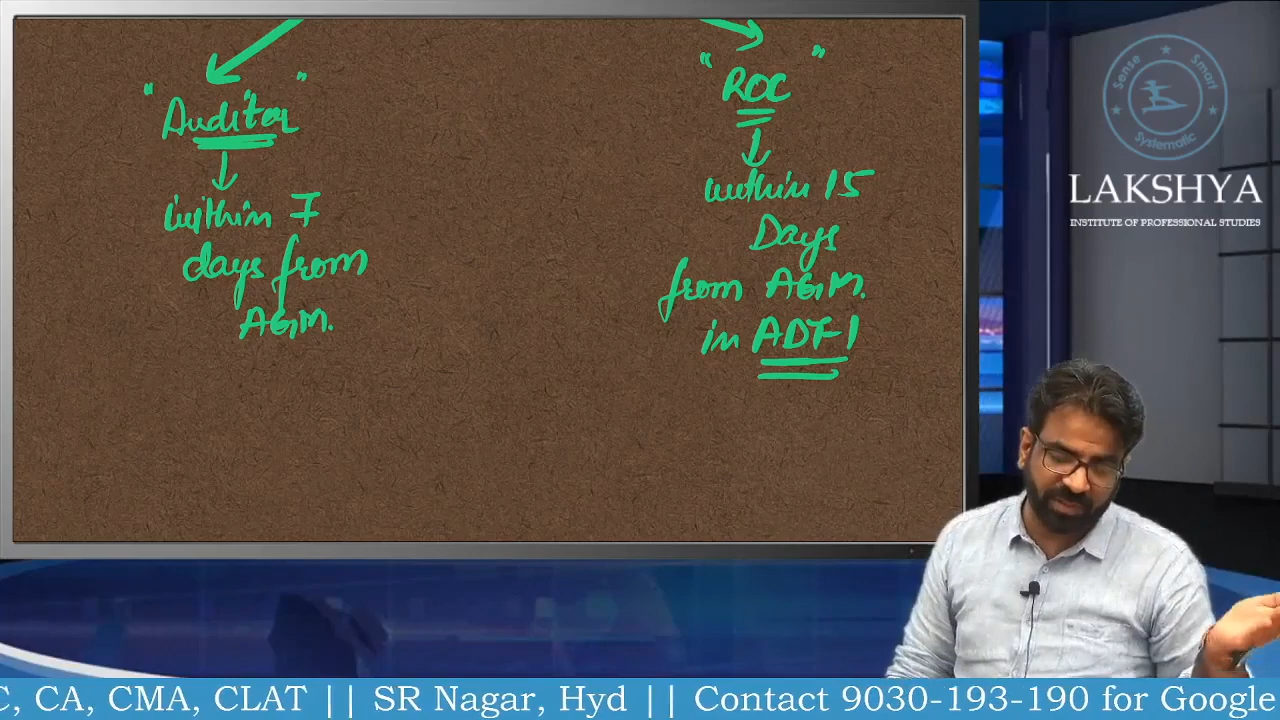 "Auditor"
within 7
days from
AGM.
"ROC"
within 15
Days
from AGM.
in ADT-1
Sense
Smart
Systematic
LAKSHYA
INSTITUTE OF PROFESSIONAL STUDIES
C, CA, CMA, CLAT || SR Nagar, Hyd || Contact 9030-193-190 for Google